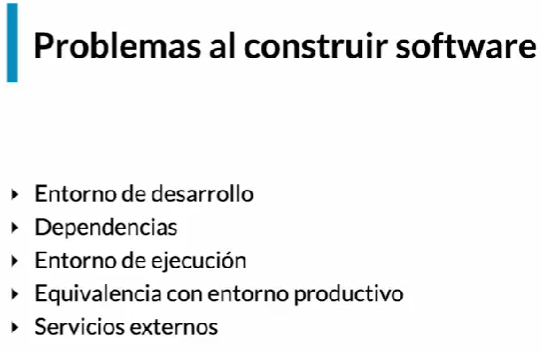 Problemas al construir software
Entorno de desarrollo
Dependencias
Entorno de ejecución
Equivalencia con entorno productivo
Servicios externos